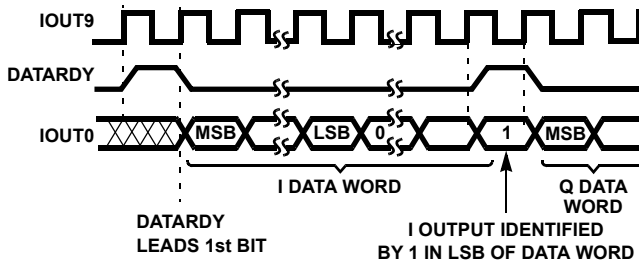 IOUT9
DATARDY
IOUT0 MSB LSB 0 1 MSB
I DATA WORD
Q DATA
WORD
DATARDY
LEADS 1st BIT
I OUTPUT IDENTIFIED
BY 1 IN LSB OF DATA WORD